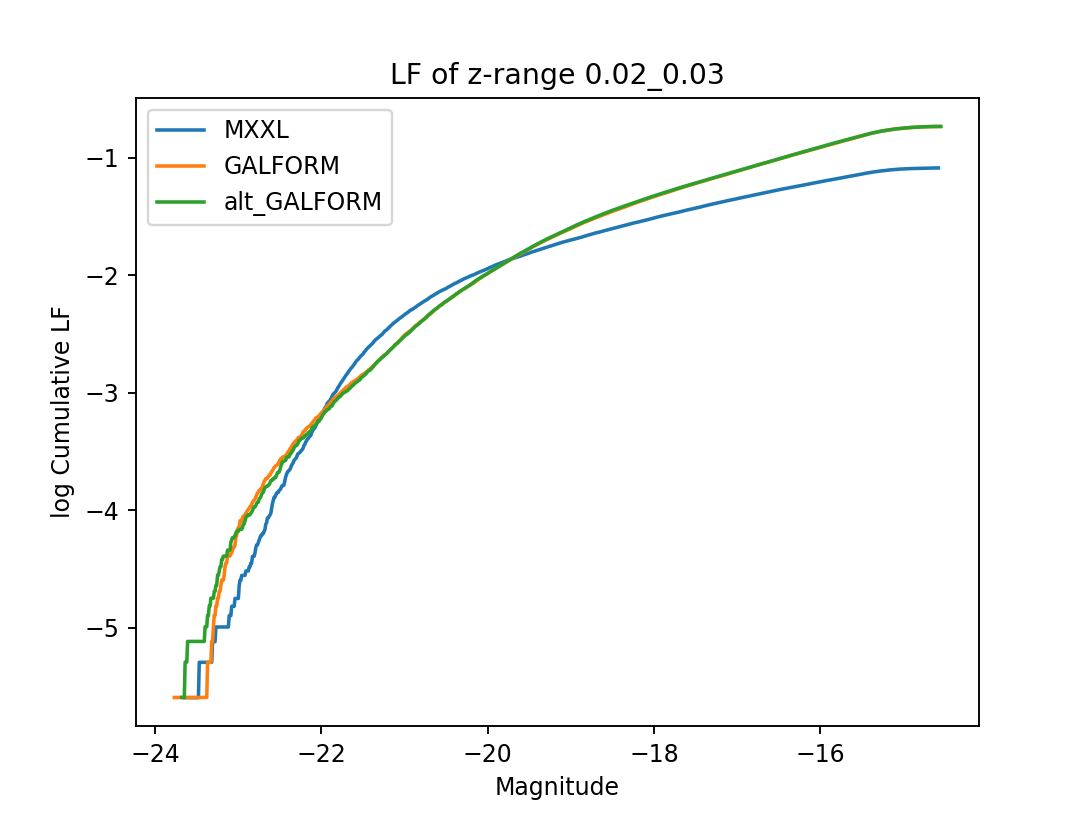 LF of z-range 0.02_0.03
MXXL
GALFORM
alt_GALFORM
log Cumulative LF
−1
−2
−3
−4
−5
−24
−22
−20
−18
−16
Magnitude